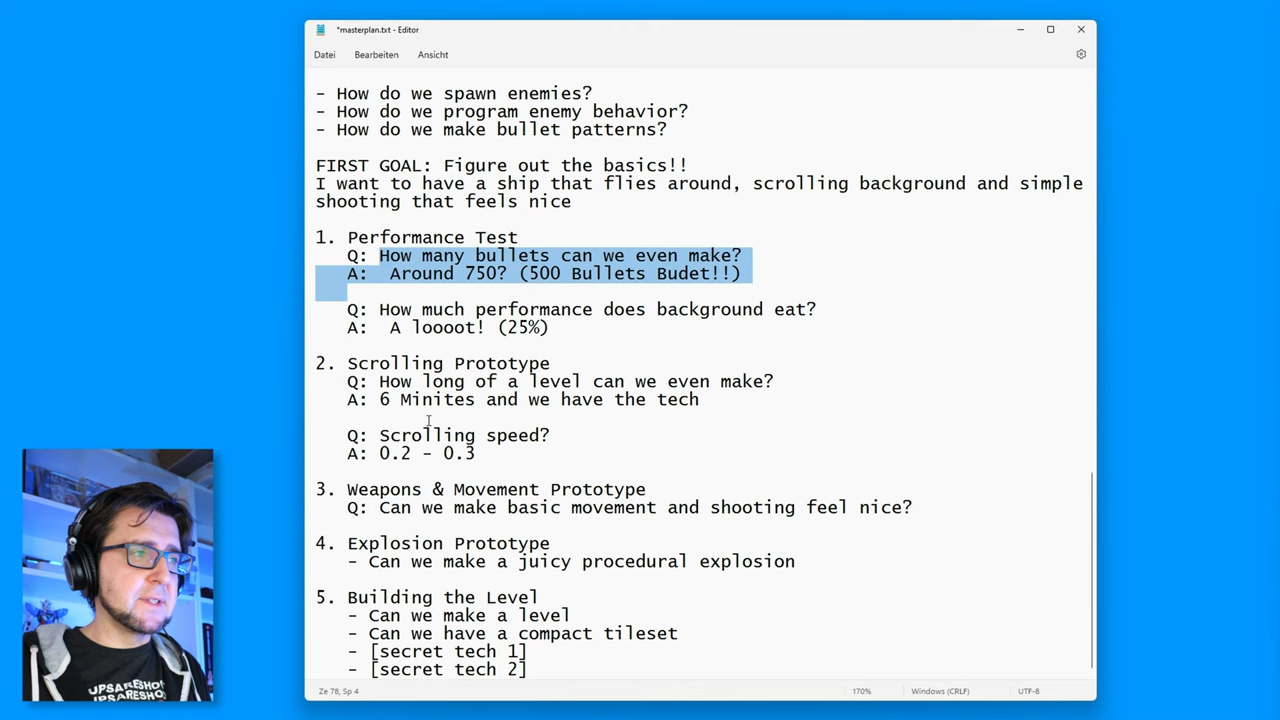 *masterplan.txt - Editor
Datei Bearbeiten Ansicht
- How do we spawn enemies?
- How do we program enemy behavior?
- How do we make bullet patterns?
FIRST GOAL: Figure out the basics!!
I want to have a ship that flies around, scrolling background and simple
shooting that feels nice
1. Performance Test
Q: How many bullets can we even make?
A:  Around 750? (500 Bullets Budet!!)
Q: How much performance does background eat?
A:  A loooot! (25%)
2. Scrolling Prototype
Q: How long of a level can we even make?
A: 6 Minites and we have the tech
Q: Scrolling speed?
A: 0.2 - 0.3
3. Weapons & Movement Prototype
Q: Can we make basic movement and shooting feel nice?
4. Explosion Prototype
- Can we make a juicy procedural explosion
5. Building the Level
- Can we make a level
- Can we have a compact tileset
- [secret tech 1]
- [secret tech 2]
Ze 78, Sp 4 170% Windows (CRLF) UTF-8
UPSARESHO
UPSARESHO